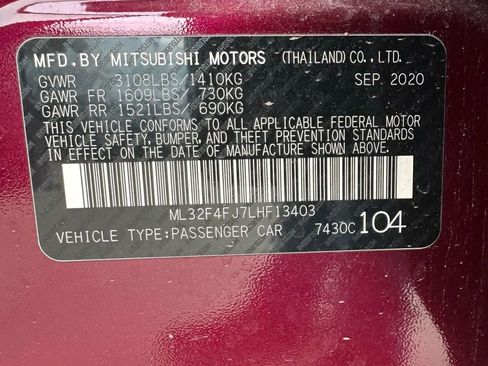 MFD.BY MITSUBISHI MOTORS (THAILAND)CO.,LTD.
GVWR 3108LBS/1410KG SEP.2020
GAWR FR 1609LBS/ 730KG
GAWR RR 1521LBS/ 690KG
THIS VEHICLE CONFORMS TO ALL APPLICABLE FEDERAL MOTOR
VEHICLE SAFETY,BUMPER,AND THEFT PREVENTION STANDARDS
IN EFFECT ON THE DATE OF MANUFACTURE SHOWN ABOVE.
ML32F4FJ7LHF13403
VEHICLE TYPE:PASSENGER CAR 7430C 104